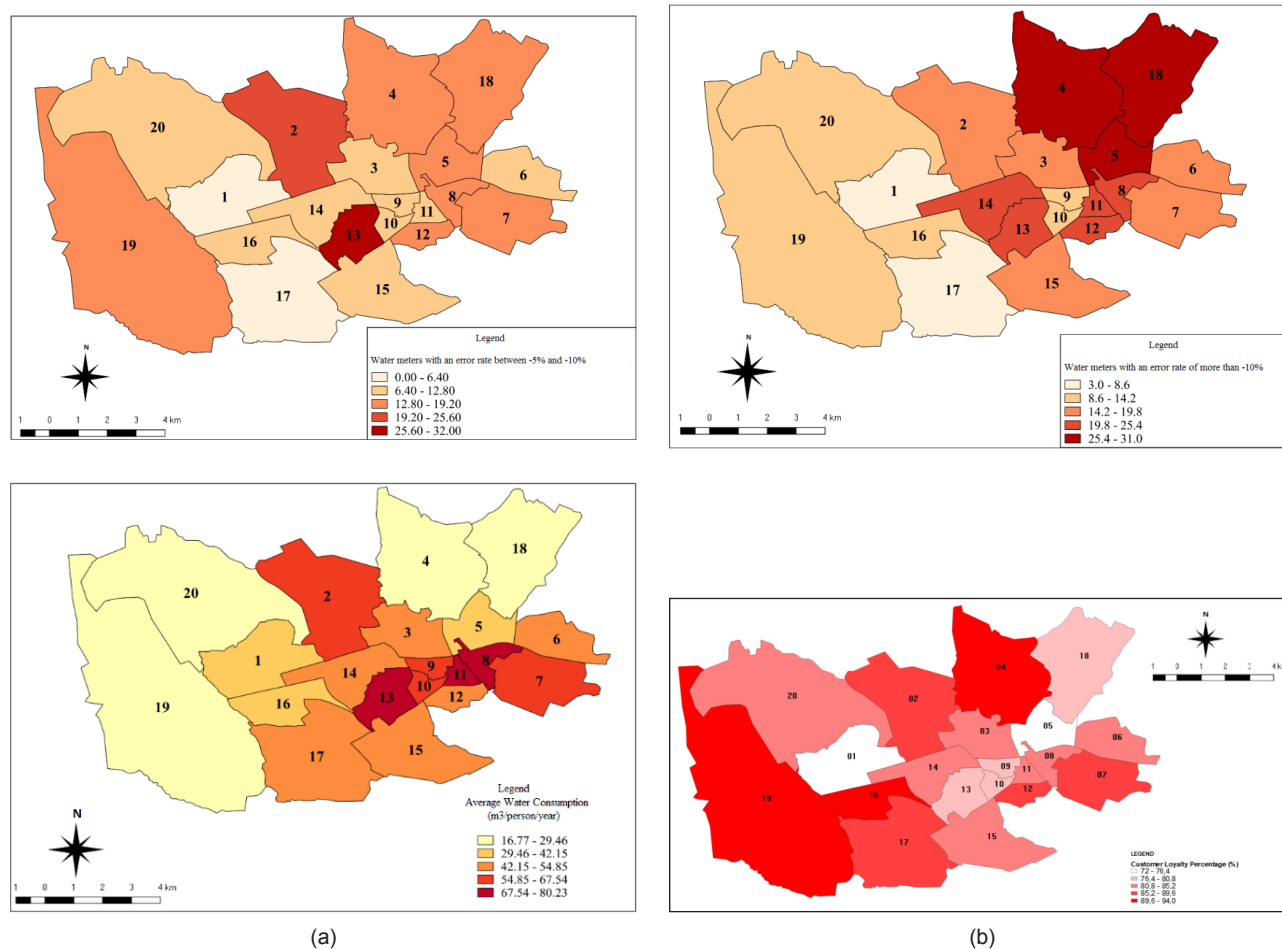 18
4
20
2
3
5
6
1
9
8
14
11
7
10
13
12
16
19
17
15
Legend
N
Water meters with an error rate between -5% and -10%
0.00 - 6.40
6.40 - 12.80
12.80 - 19.20
19.20 - 25.60
25.60 - 32.00
1 0 1 2 3 4 km
18
4
20
2
3
5
6
1
8
9
11
14
7
10
13
12
16
19
17
15
Legend
N
Water meters with an error rate of more than -10%
3.0 - 8.6
8.6 - 14.2
14.2 - 19.8
19.8 - 25.4
25.4 - 31.0
1 0 1 2 3 4 km
18
4
20
2
3
5
6
1
9
8
14
11
7
10
13
12
16
19
17
15
Legend
Average Water Consumption
(m3/person/year)
N
16.77 - 29.46
29.46 - 42.15
42.15 - 54.85
54.85 - 67.54
67.54 - 80.23
1 0 1 2 3 4 km
N
1 0 1 2 3 4 km
04
18
20
02
05
03
06
01
08
09
14
11
07
10
13
12
16
19
17
15
LEGEND
Customer Loyalty Percentage (%)
72 - 76,4
76,4 - 80,8
80,8 - 85,2
85,2 - 89,6
89,6 - 94,0
(a)
(b)